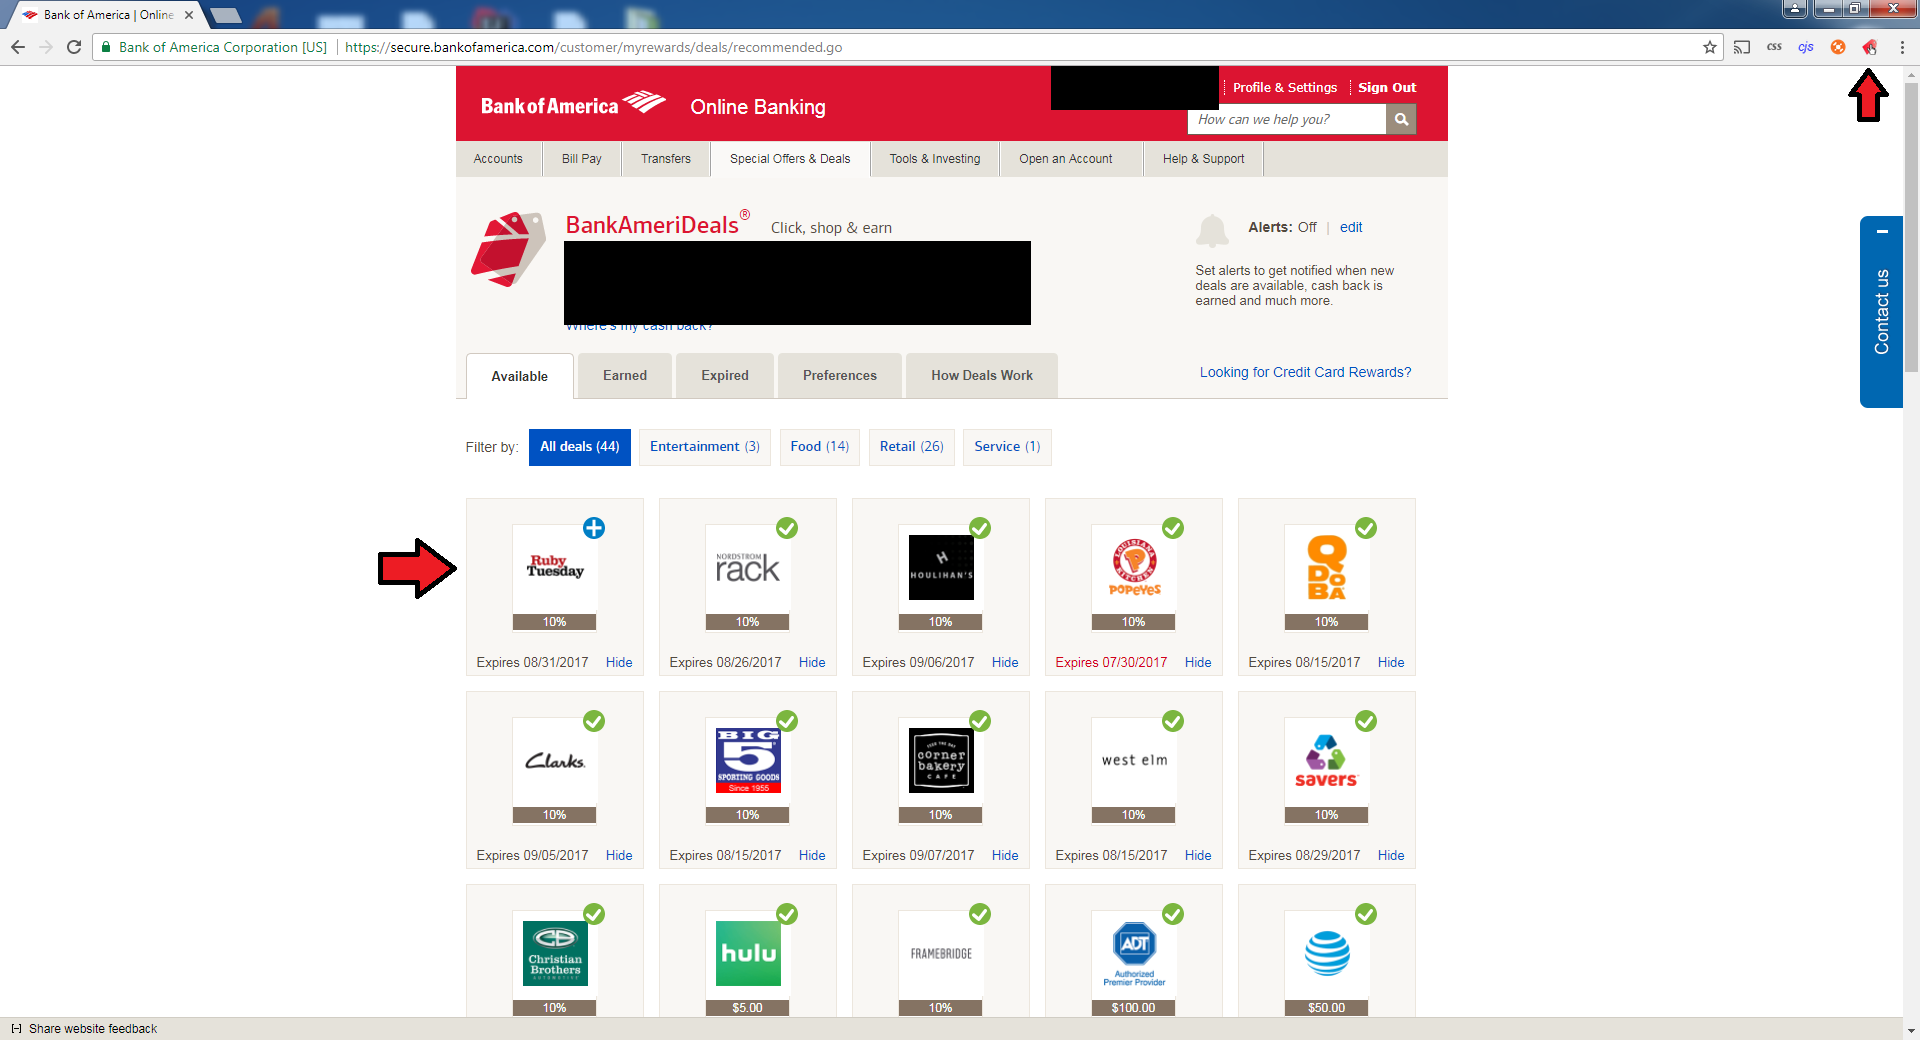 Bank of America | Online
Bank of America Corporation [US] https://secure.bankofamerica.com/customer/myrewards/deals/recommended.go
css cjs
Bank of America Online Banking
Profile & Settings Sign Out
How can we help you?
Accounts Bill Pay Transfers Special Offers & Deals Tools & Investing Open an Account Help & Support
BankAmeriDeals® Click, shop & earn
Alerts: Off | edit
Set alerts to get notified when new
deals are available, cash back is
earned and much more.
Where's my cash back?
Contact us
Available Earned Expired Preferences How Deals Work
Looking for Credit Card Rewards?
Filter by: All deals (44) Entertainment (3) Food (14) Retail (26) Service (1)
Ruby
Tuesday
10%
Expires 08/31/2017 Hide
NORDSTROM
rack
10%
Expires 08/26/2017 Hide
H
HOULIHAN'S
10%
Expires 09/06/2017 Hide
LOUISIANA
KITCHEN
POPEYES
10%
Expires 07/30/2017 Hide
QDOBA
10%
Expires 08/15/2017 Hide
Clarks.
10%
Expires 09/05/2017 Hide
BIG
5
SPORTING GOODS
Since 1955
10%
Expires 08/15/2017 Hide
corner
bakery
CAFE
10%
Expires 09/07/2017 Hide
west elm
10%
Expires 08/15/2017 Hide
savers
10%
Expires 08/29/2017 Hide
CB
Christian
Brothers
AUTOMOTIVE
10%
hulu
$5.00
FRAMEBRIDGE
10%
ADT
Authorized
Premier Provider
$100.00
$50.00
[-] Share website feedback